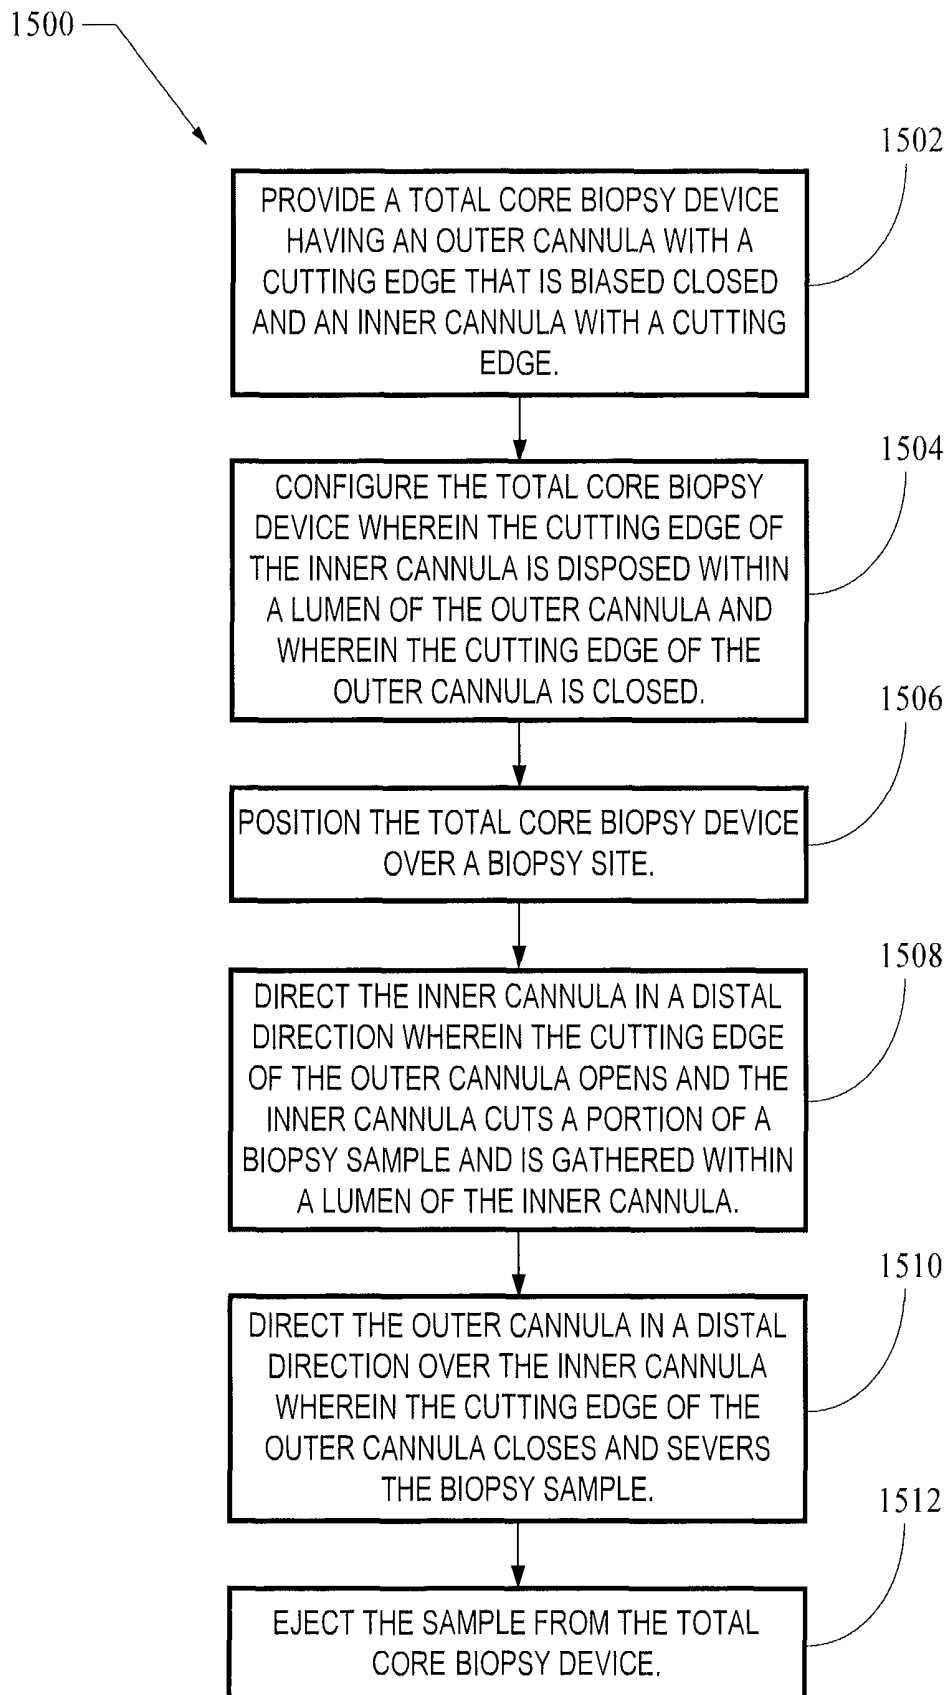 1500
1502
PROVIDE A TOTAL CORE BIOPSY DEVICE
HAVING AN OUTER CANNULA WITH A
CUTTING EDGE THAT IS BIASED CLOSED
AND AN INNER CANNULA WITH A CUTTING
EDGE.
1504
CONFIGURE THE TOTAL CORE BIOPSY
DEVICE WHEREIN THE CUTTING EDGE OF
THE INNER CANNULA IS DISPOSED WITHIN
A LUMEN OF THE OUTER CANNULA AND
WHEREIN THE CUTTING EDGE OF THE
OUTER CANNULA IS CLOSED.
1506
POSITION THE TOTAL CORE BIOPSY DEVICE
OVER A BIOPSY SITE.
1508
DIRECT THE INNER CANNULA IN A DISTAL
DIRECTION WHEREIN THE CUTTING EDGE
OF THE OUTER CANNULA OPENS AND THE
INNER CANNULA CUTS A PORTION OF A
BIOPSY SAMPLE AND IS GATHERED WITHIN
A LUMEN OF THE INNER CANNULA.
1510
DIRECT THE OUTER CANNULA IN A DISTAL
DIRECTION OVER THE INNER CANNULA
WHEREIN THE CUTTING EDGE OF THE
OUTER CANNULA CLOSES AND SEVERS
THE BIOPSY SAMPLE.
1512
EJECT THE SAMPLE FROM THE TOTAL
CORE BIOPSY DEVICE.